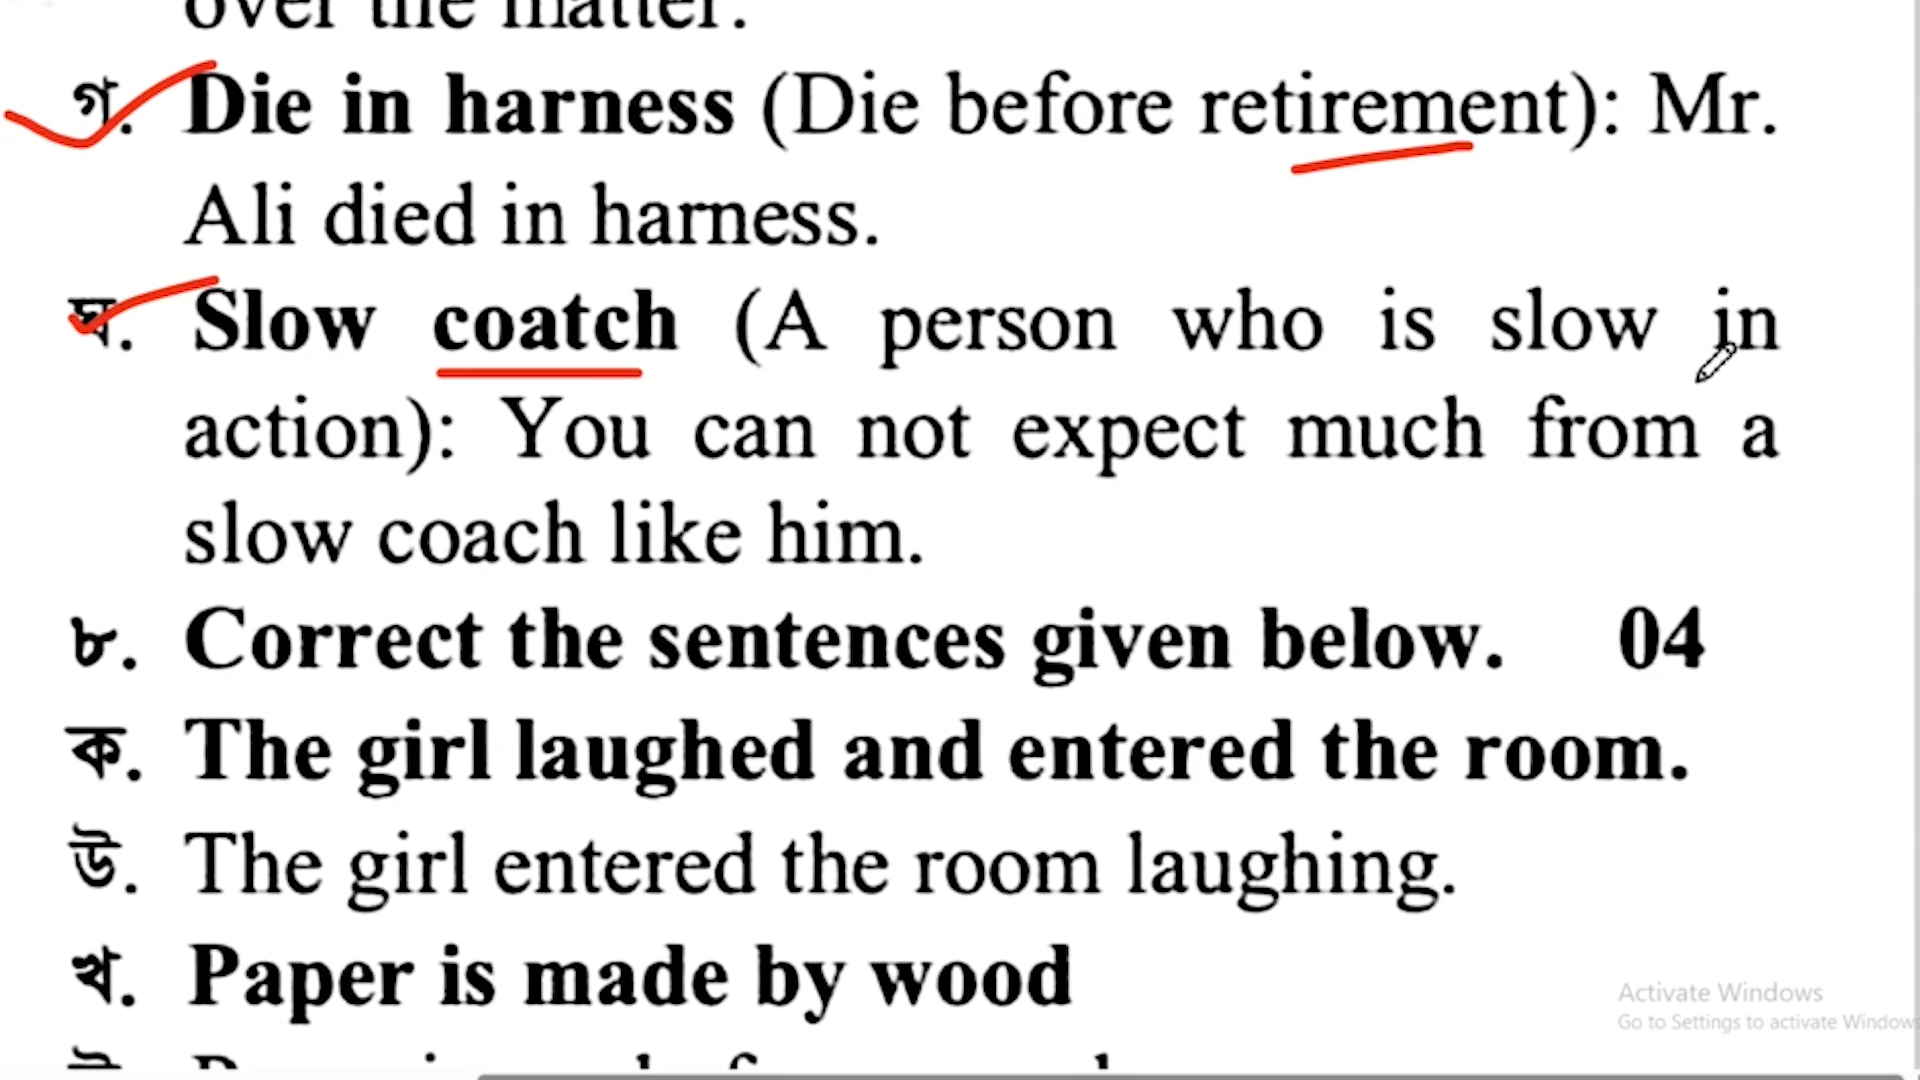 over the matter.
গ. Die in harness (Die before retirement): Mr.
Ali died in harness.
ঘ. Slow coatch (A person who is slow in
action): You can not expect much from a
slow coach like him.
৮. Correct the sentences given below. 04
ক. The girl laughed and entered the room.
উ. The girl entered the room laughing.
খ. Paper is made by wood
Activate Windows
Go to Settings to activate Windows